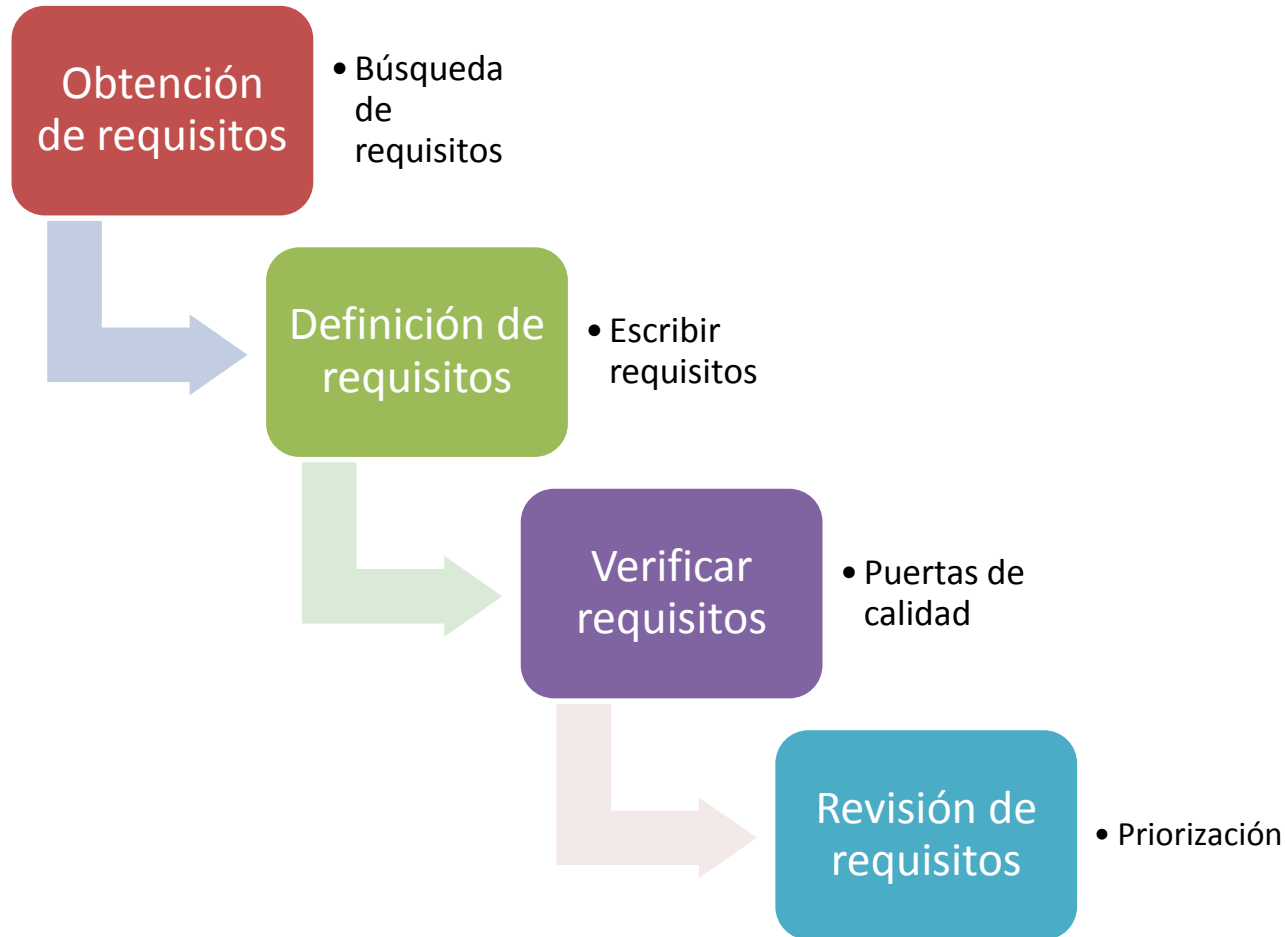 Obtención
de requisitos
• Búsqueda
de
requisitos
Definición de
requisitos
• Escribir
requisitos
Verificar
requisitos
• Puertas de
calidad
Revisión de
requisitos
• Priorización